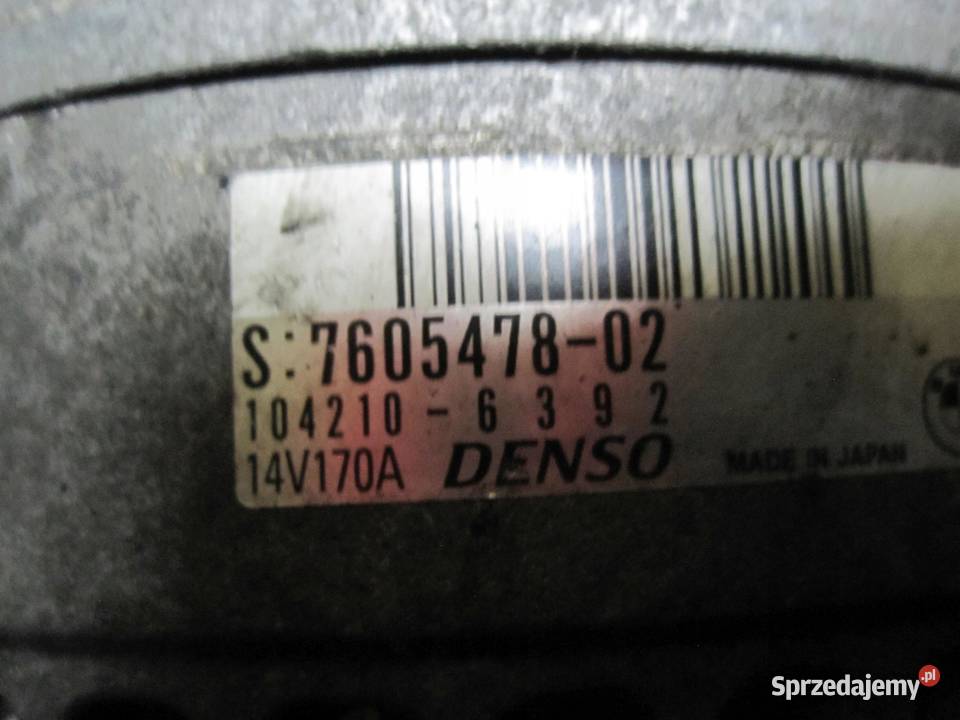 S:7605478-02
104210-6392
14V170A DENSO MADE IN JAPAN
Sprzedajemy.pl